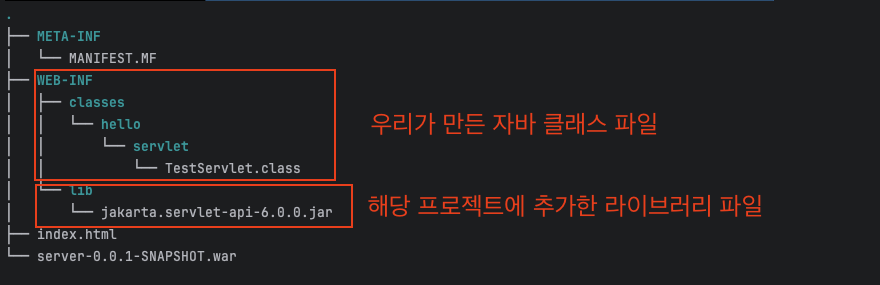 .
├── META-INF
│   └── MANIFEST.MF
├── WEB-INF
│   ├── classes
│   │   └── hello
│   │       └── servlet
│   │           └── TestServlet.class
│   └── lib
│       └── jakarta.servlet-api-6.0.0.jar
├── index.html
└── server-0.0.1-SNAPSHOT.war
우리가 만든 자바 클래스 파일
해당 프로젝트에 추가한 라이브러리 파일